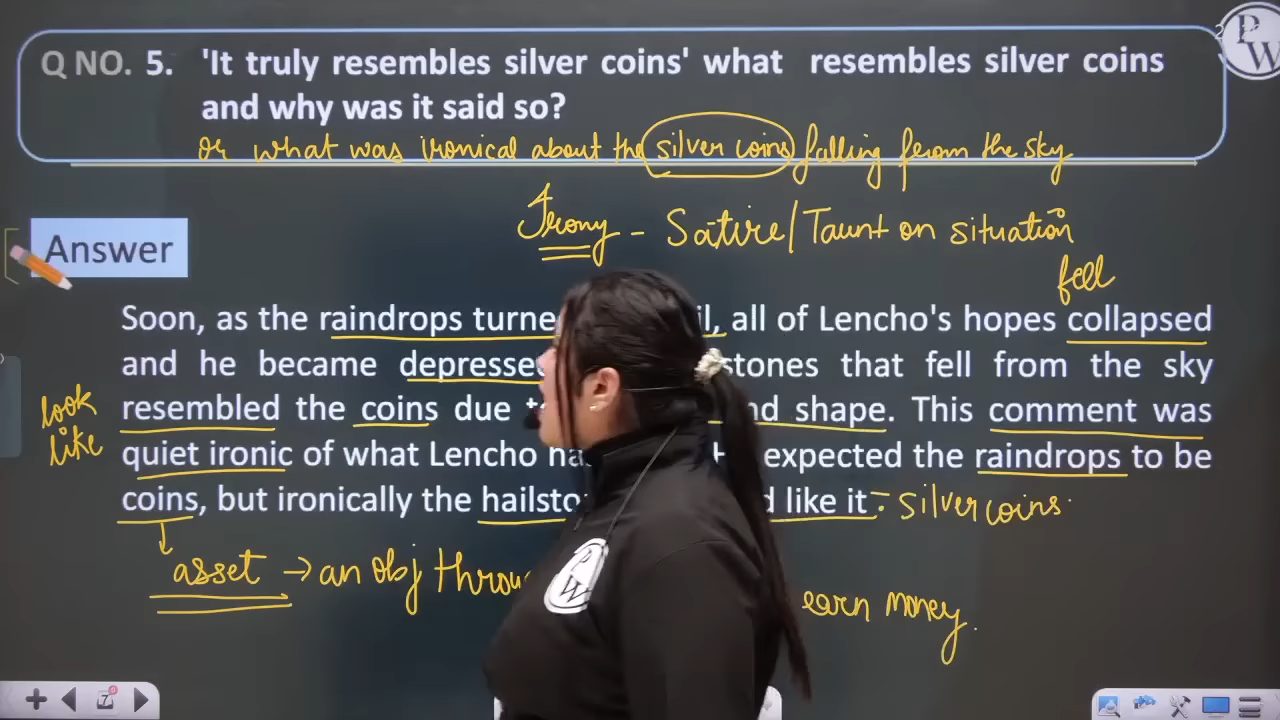 Q NO. 5. 'It truly resembles silver coins' what resembles silver coins
and why was it said so?
or what was ironical about the silver coins falling from the sky
Irony - Satire/Taunt on situation
Answer
fell
Soon, as the raindrops turne il, all of Lencho's hopes collapsed
and he became depresse stones that fell from the sky
look
like
resembled the coins due t nd shape. This comment was
quiet ironic of what Lencho ha expected the raindrops to be
coins, but ironically the hailsto d like it - silver coins.
asset → an obj throu earn money.
PW
PW